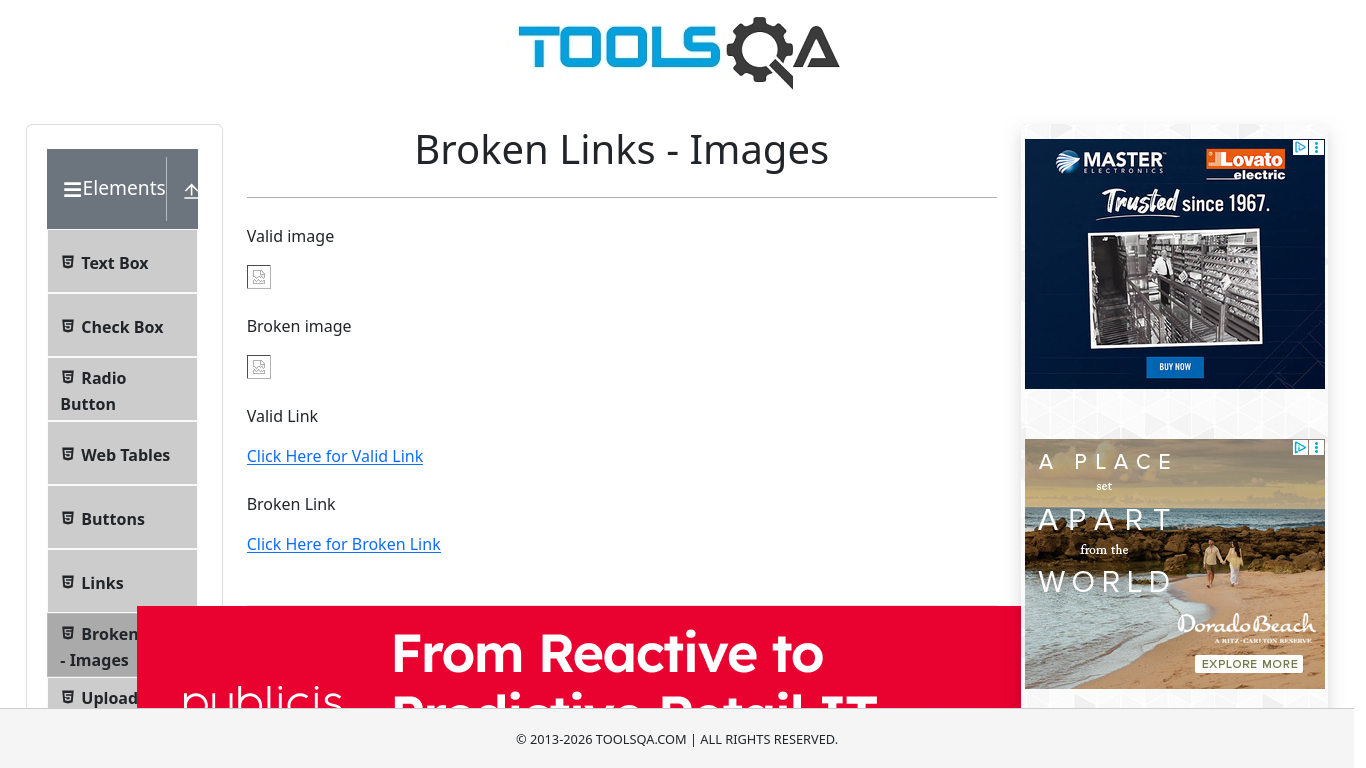 TOOLSQA
Elements
Text Box
Check Box
Radio
Button
Web Tables
Buttons
Links
Broken
- Images
Upload
Broken Links - Images
Valid image
Broken image
Valid Link
Click Here for Valid Link
Broken Link
Click Here for Broken Link
MASTER
ELECTRONICS
Lovato
electric
Trusted since 1967.
BUY NOW
A PLACE
set
APART
from the
WORLD
Dorado Beach
A RITZ-CARLTON RESERVE
EXPLORE MORE
From Reactive to
Predictive Retail IT
publicis
© 2013-2026 TOOLSQA.COM | ALL RIGHTS RESERVED.